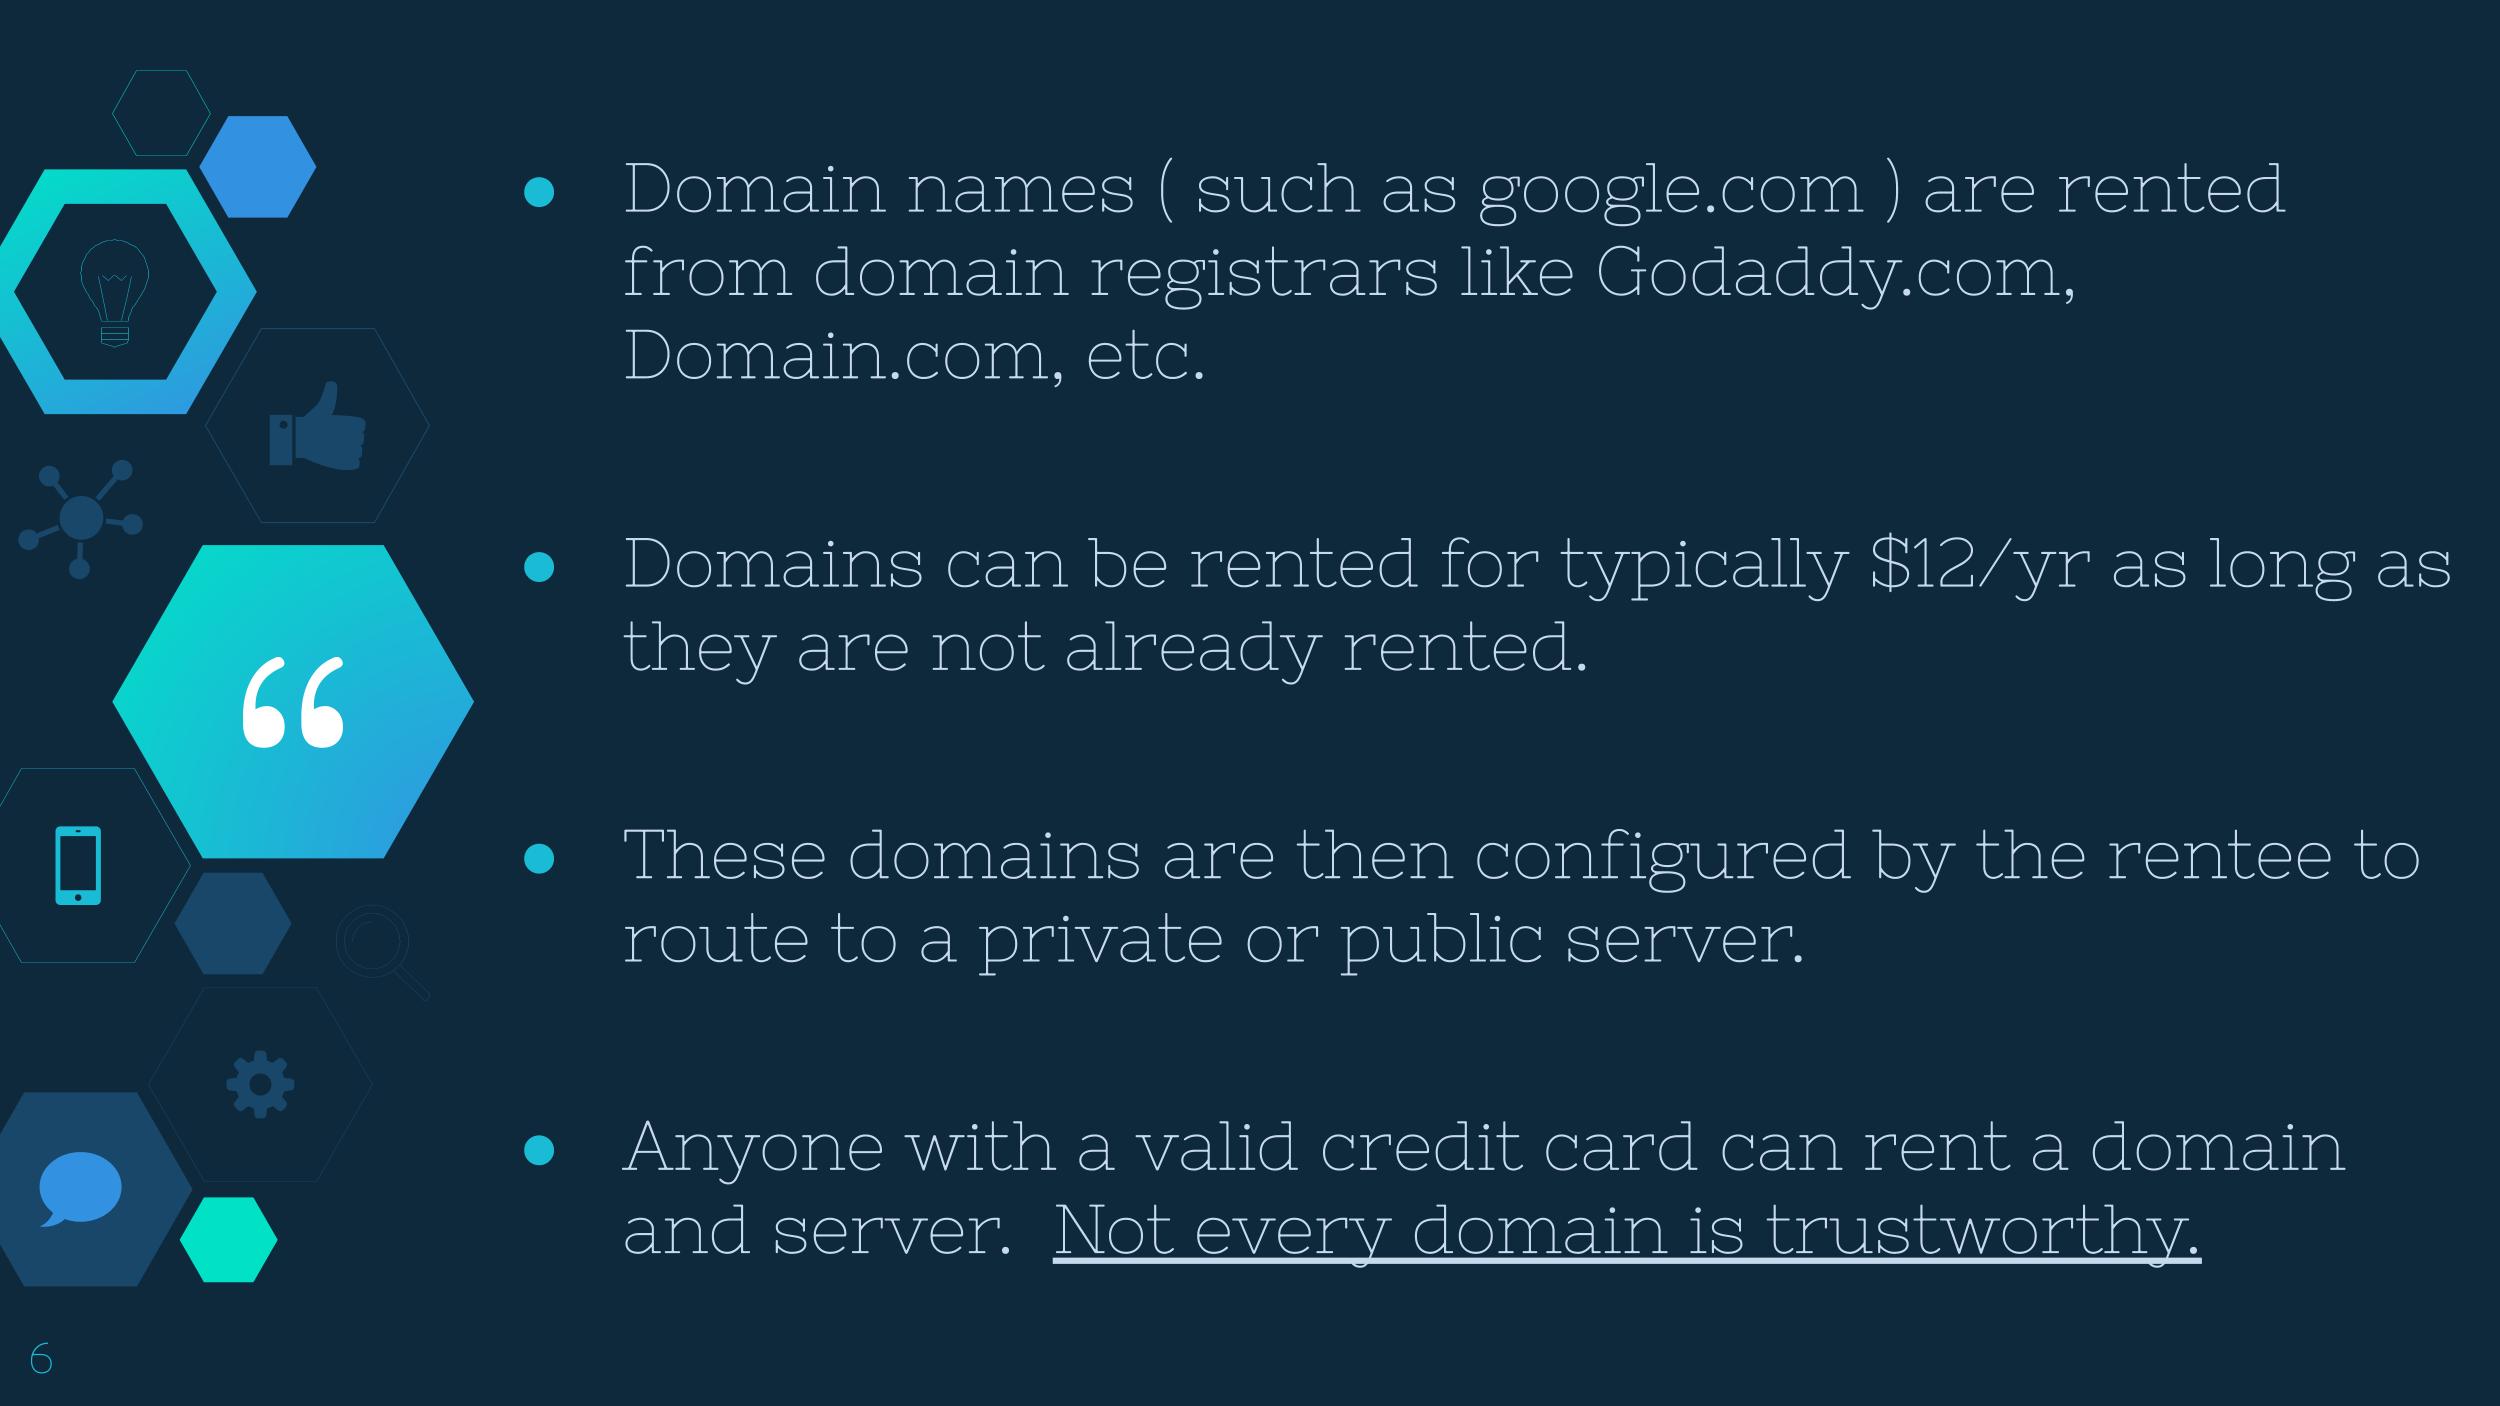 Domain names ( such as google.com ) are rented
from domain registrars like Godaddy.com,
Domain.com, etc.
Domains can be rented for typically $12/yr as long as
they are not already rented.
These domains are then configured by the rentee to
route to a private or public server.
Anyone with a valid credit card can rent a domain
and server.  Not every domain is trustworthy.
6